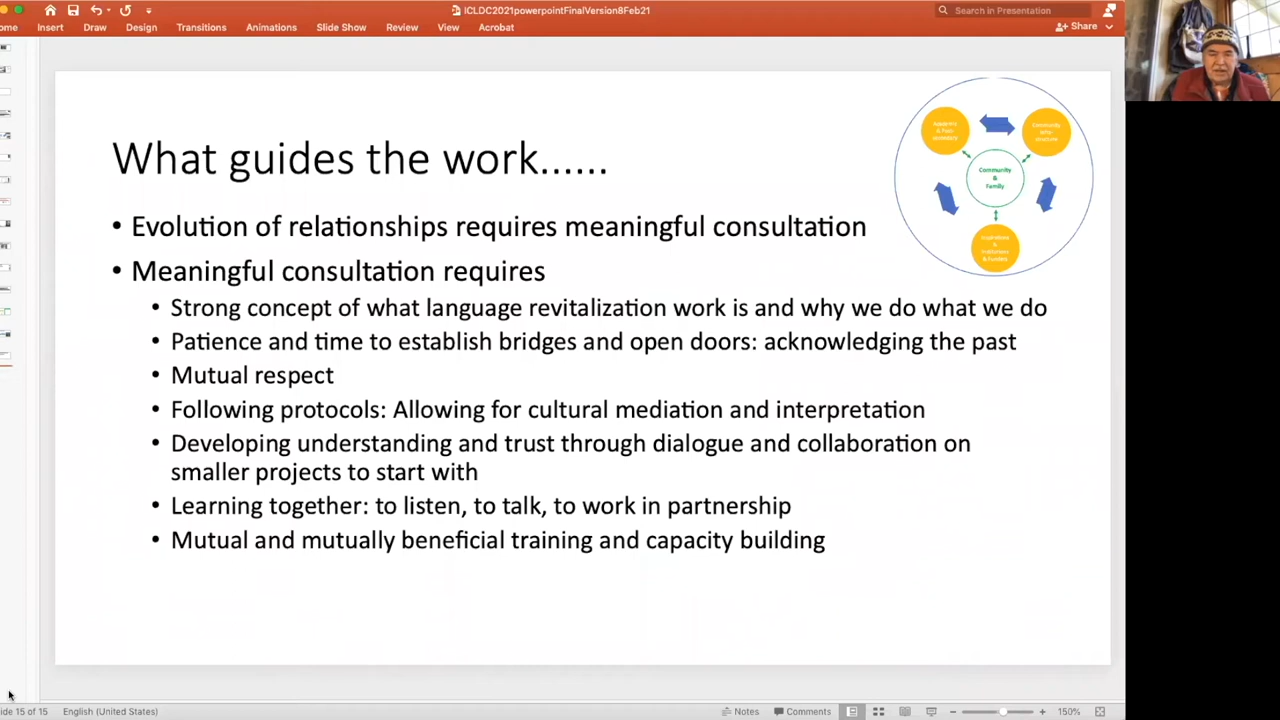 ICLDC2021powerpointFinalVersion8Feb21
Search in Presentation
ome Insert Draw Design Transitions Animations Slide Show Review View Acrobat
Share
What guides the work......
• Evolution of relationships requires meaningful consultation
• Meaningful consultation requires
• Strong concept of what language revitalization work is and why we do what we do
• Patience and time to establish bridges and open doors: acknowledging the past
• Mutual respect
• Following protocols: Allowing for cultural mediation and interpretation
• Developing understanding and trust through dialogue and collaboration on
smaller projects to start with
• Learning together: to listen, to talk, to work in partnership
• Mutual and mutually beneficial training and capacity building
Community
&
Family
lide 15 of 15
English (United States)
Notes
Comments
150%